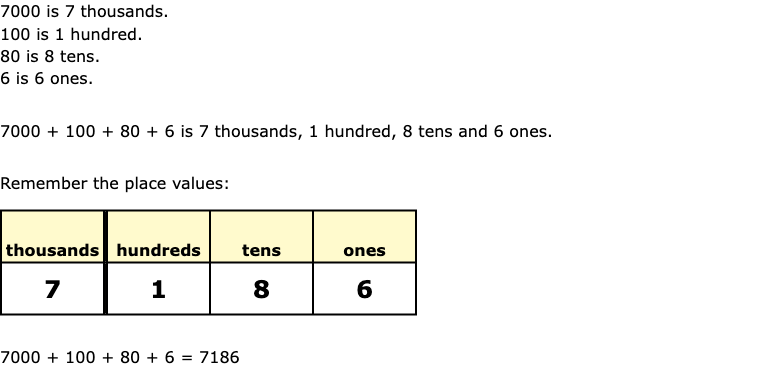 7000 is 7 thousands.
100 is 1 hundred.
80 is 8 tens.
6 is 6 ones.
7000 + 100 + 80 + 6 is 7 thousands, 1 hundred, 8 tens and 6 ones.
Remember the place values:
thousands hundreds tens ones
7 1 8 6
7000 + 100 + 80 + 6 = 7186